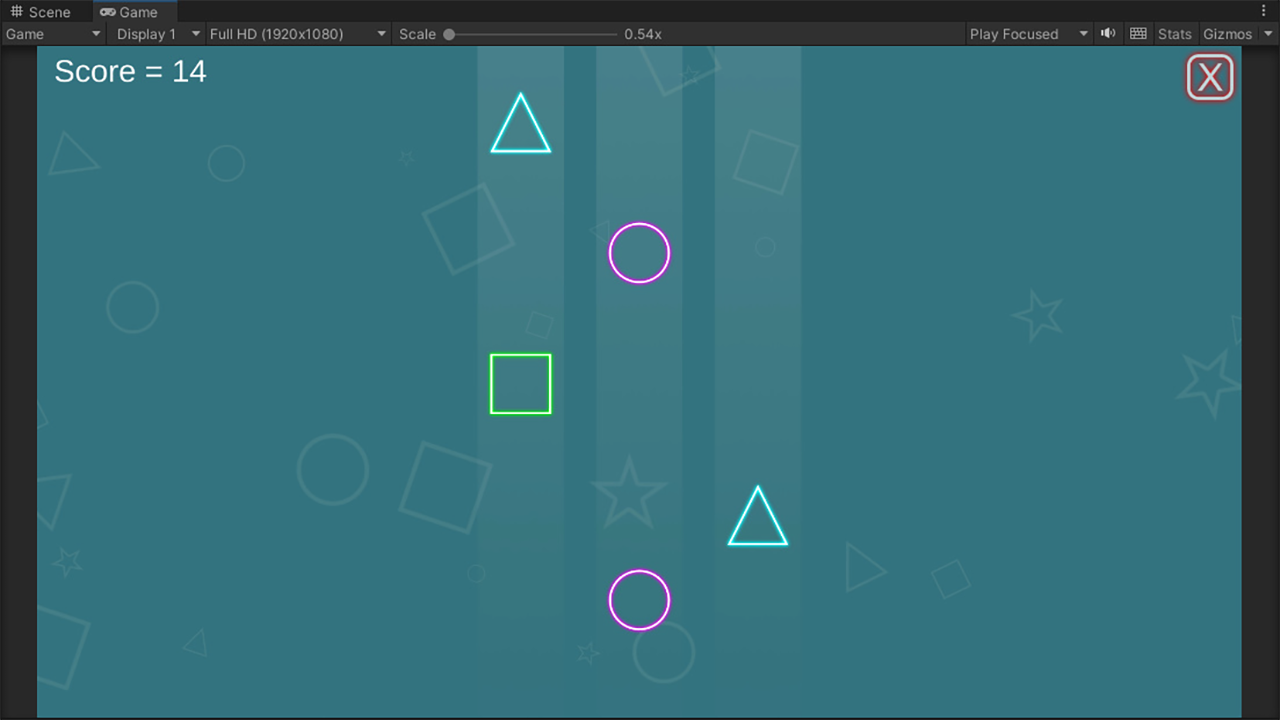 Scene Game
Game Display 1 Full HD (1920x1080) Scale 0.54x Play Focused Stats Gizmos
Score = 14 X